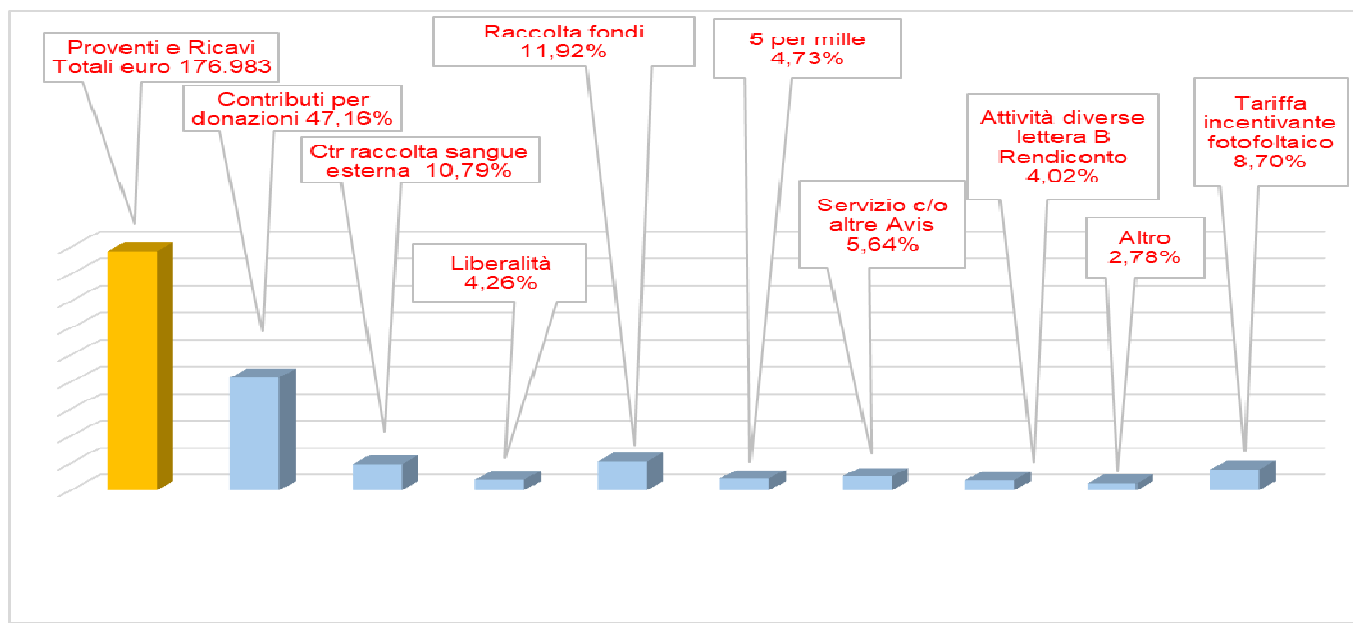 Proventi e Ricavi
Totali euro 176.983
Contributi per
donazioni 47,16%
Ctr raccolta sangue
esterna 10,79%
Liberalità
4,26%
Raccolta fondi
11,92%
5 per mille
4,73%
Servizio c/o
altre Avis
5,64%
Attività diverse
lettera B
Rendiconto
4,02%
Altro
2,78%
Tariffa
incentivante
fotofoltaico
8,70%